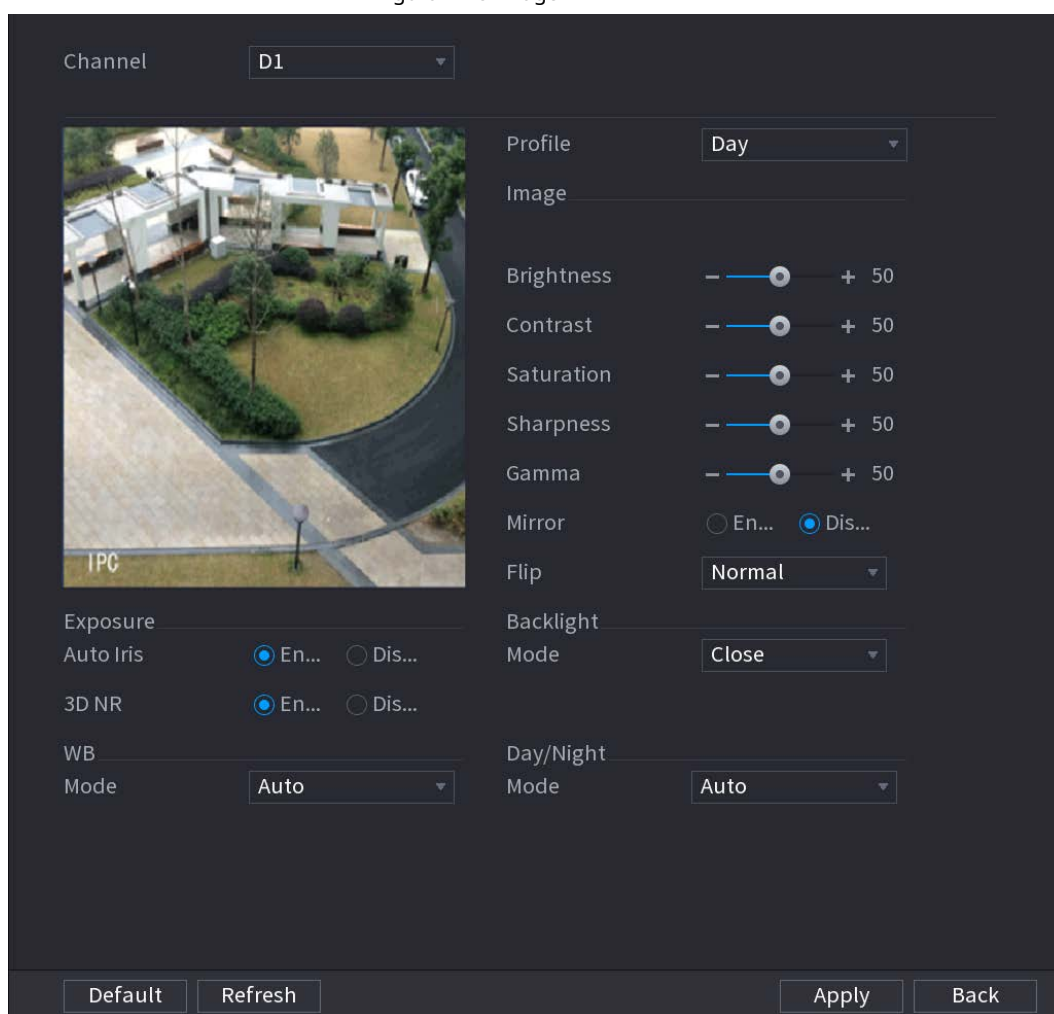 Channel D1
Profile Day
Image
Brightness 50
Contrast 50
Saturation 50
Sharpness 50
Gamma 50
Mirror En... Dis...
Flip Normal
IPC
Exposure
Auto Iris En... Dis...
3D NR En... Dis...
Backlight
Mode Close
WB
Mode Auto
Day/Night
Mode Auto
Default Refresh Apply Back